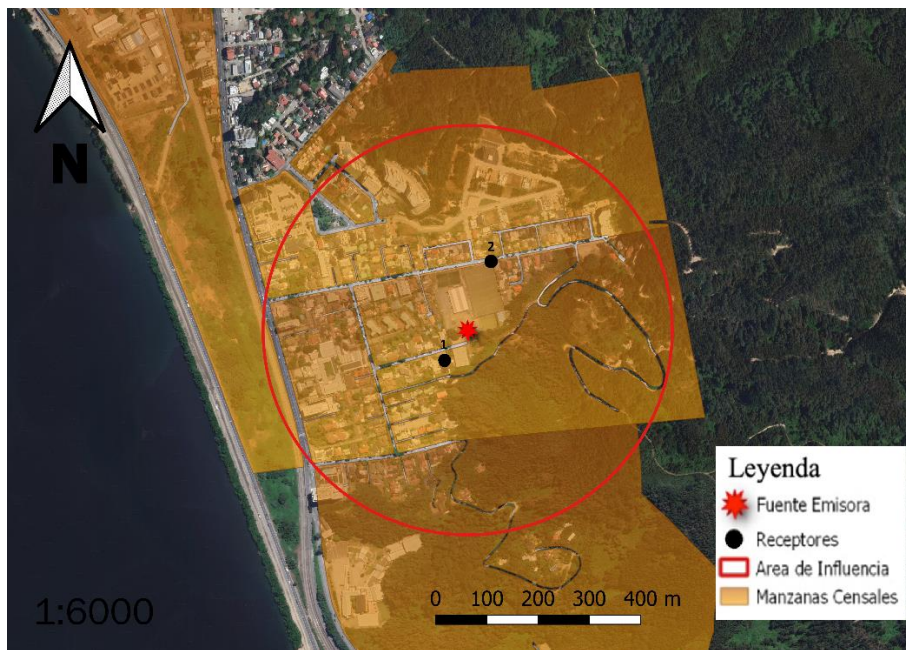 N
2
1
Leyenda
Fuente Emisora
Receptores
Area de Influencia
Manzanas Censales
0 100 200 300 400 m
1:6000